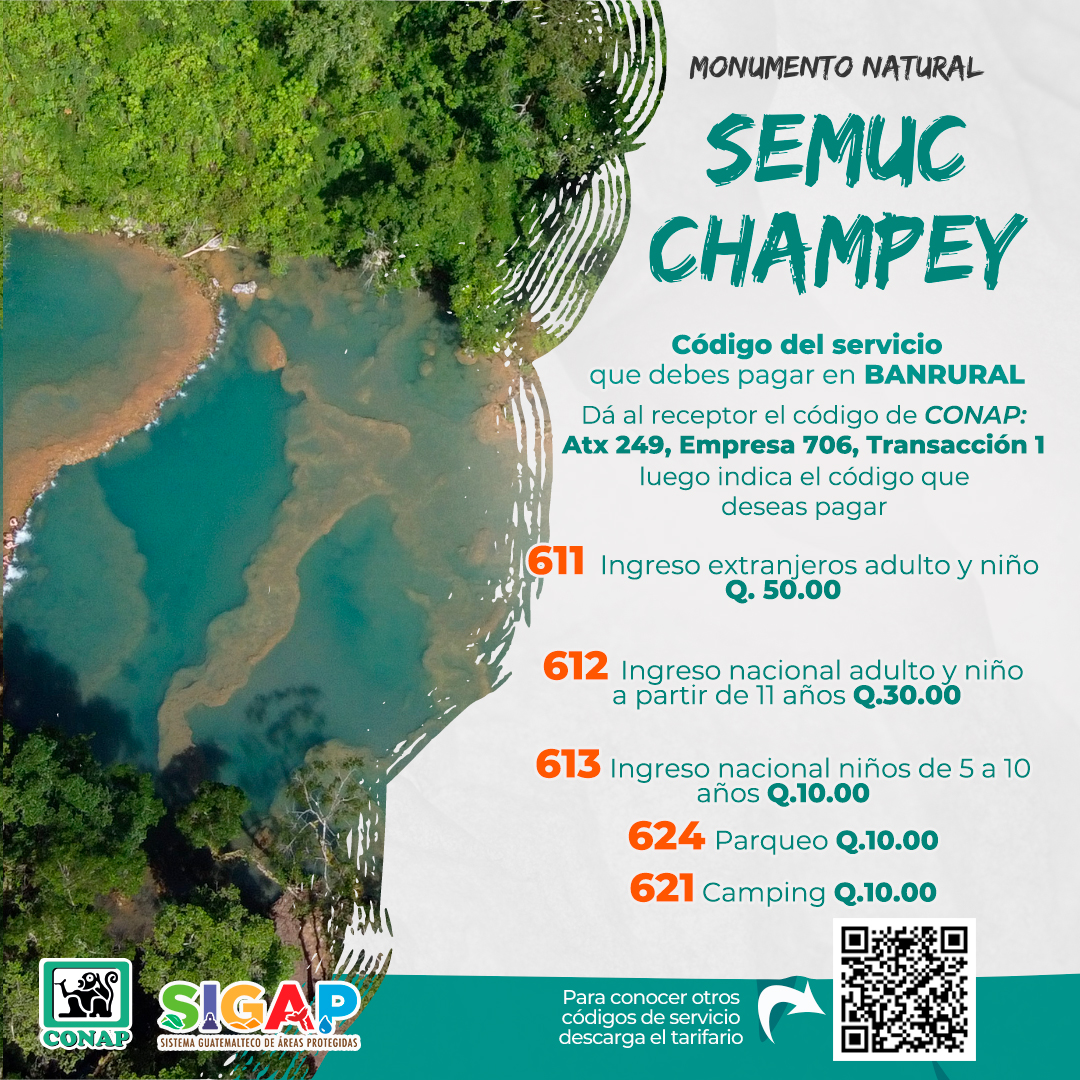 MONUMENTO NATURAL
SEMUC
CHAMPEY
Código del servicio
que debes pagar en BANRURAL
Dá al receptor el código de CONAP:
Atx 249, Empresa 706, Transacción 1
luego indica el código que
deseas pagar
611 Ingreso extranjeros adulto y niño
Q. 50.00
612 Ingreso nacional adulto y niño
a partir de 11 años Q.30.00
613 Ingreso nacional niños de 5 a 10
años Q.10.00
624 Parqueo Q.10.00
621 Camping Q.10.00
Para conocer otros
códigos de servicio
descarga el tarifario
CONAP
SIGAP
SISTEMA GUATEMALTECO DE ÁREAS PROTEGIDAS